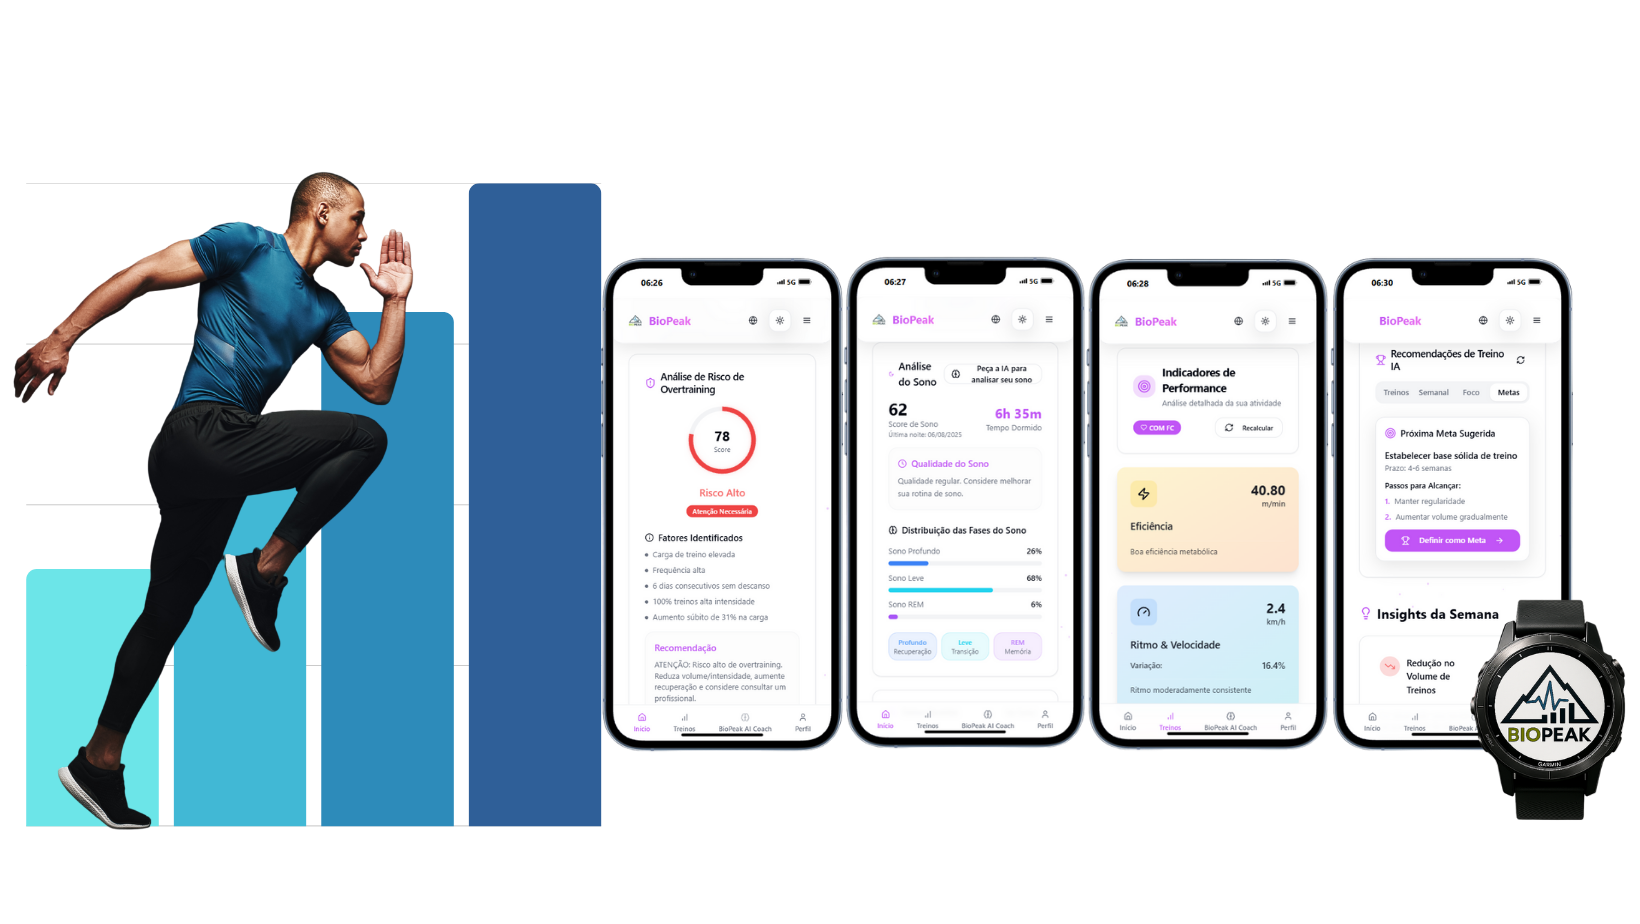 06:26
5G
BioPeak
Análise de Risco de
Overtraining
78
Score
Risco Alto
Atenção Necessária
Fatores Identificados
Carga de treino elevada
Frequência alta
6 dias consecutivos sem descanso
100% treinos alta intensidade
Aumento súbito de 31% na carga
Recomendação
ATENÇÃO: Risco alto de overtraining.
Reduza volume/intensidade, aumente
recuperação e considere consultar um
profissional.
Início
Treinos
BioPeak AI Coach
Perfil
06:27
5G
BioPeak
Análise
do Sono
Peça a IA para
analisar seu sono
62
Score de Sono
Última noite: 06/08/2025
6h 35m
Tempo Dormido
Qualidade do Sono
Qualidade regular. Considere melhorar
sua rotina de sono.
Distribuição das Fases do Sono
Sono Profundo 26%
Sono Leve 68%
Sono REM 6%
Profundo
Recuperação
Leve
Transição
REM
Memória
Início
Treinos
BioPeak AI Coach
Perfil
06:28
5G
BioPeak
Indicadores de
Performance
Análise detalhada da sua atividade
COM FC
Recalcular
40.80
m/min
Eficiência
Boa eficiência metabólica
2.4
km/h
Ritmo & Velocidade
Variação: 16.4%
Ritmo moderadamente consistente
Início
Treinos
BioPeak AI Coach
Perfil
06:30
5G
BioPeak
Recomendações de Treino
IA
Treinos Semanal Foco Metas
Próxima Meta Sugerida
Estabelecer base sólida de treino
Prazo: 4-6 semanas
Passos para Alcançar:
1. Manter regularidade
2. Aumentar volume gradualmente
Definir como Meta
Insights da Semana
Redução no
Volume de
Treinos
Início
Treinos
BioPeak
BIOPEAK
GARMIN